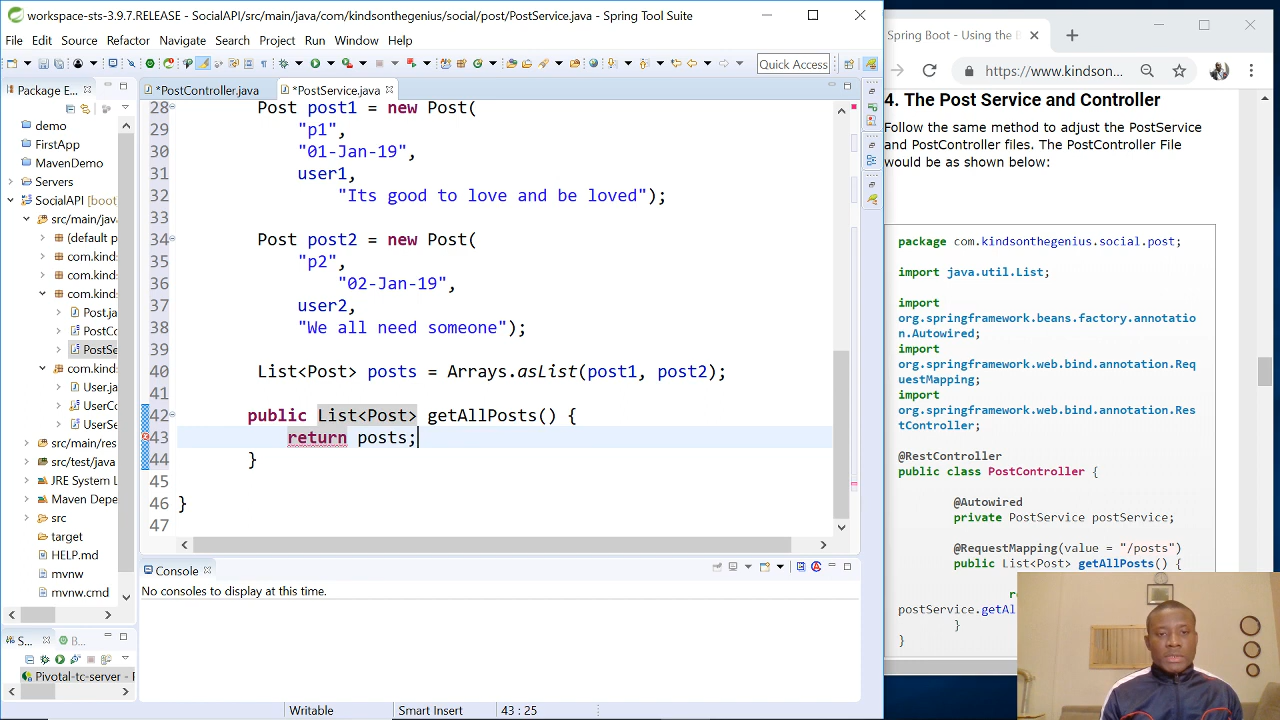 workspace-sts-3.9.7.RELEASE - SocialAPI/src/main/java/com/kindsonthegenius/social/post/PostService.java - Spring Tool Suite
File Edit Source Refactor Navigate Search Project Run Window Help
Quick Access
Package E...
demo
FirstApp
MavenDemo
Servers
SocialAPI [boot]
src/main/jav
(default p
com.kind
com.kind
com.kind
Post.ja
PostCo
PostSe
com.kind
User.ja
UserCo
UserSe
src/main/res
src/test/java
JRE System L
Maven Depe
src
target
HELP.md
mvnw
mvnw.cmd
S...
B...
Pivotal-tc-server -
*PostController.java
*PostService.java
28 Post post1 = new Post(
29 "p1",
30 "01-Jan-19",
31 user1,
32 "Its good to love and be loved");
33
34 Post post2 = new Post(
35 "p2",
36 "02-Jan-19",
37 user2,
38 "We all need someone");
39
40 List<Post> posts = Arrays.asList(post1, post2);
41
42 public List<Post> getAllPosts() {
43 return posts;
44 }
45
46 }
47
Console
No consoles to display at this time.
Writable Smart Insert 43 : 25
Spring Boot - Using the
https://www.kindson...
4. The Post Service and Controller
Follow the same method to adjust the PostService
and PostController files. The PostController File
would be as shown below:
package com.kindsonthegenius.social.post;
import java.util.List;
import
org.springframework.beans.factory.annotatio
n.Autowired;
import
org.springframework.web.bind.annotation.Req
uestMapping;
import
org.springframework.web.bind.annotation.Res
tController;
@RestController
public class PostController {
@Autowired
private PostService postService;
@RequestMapping(value = "/posts")
public List<Post> getAllPosts() {
postService.getAl
}
}